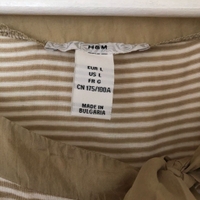 H&M
EUR L
US L
FR G
CN 175/100A
MADE IN
BULGARIA